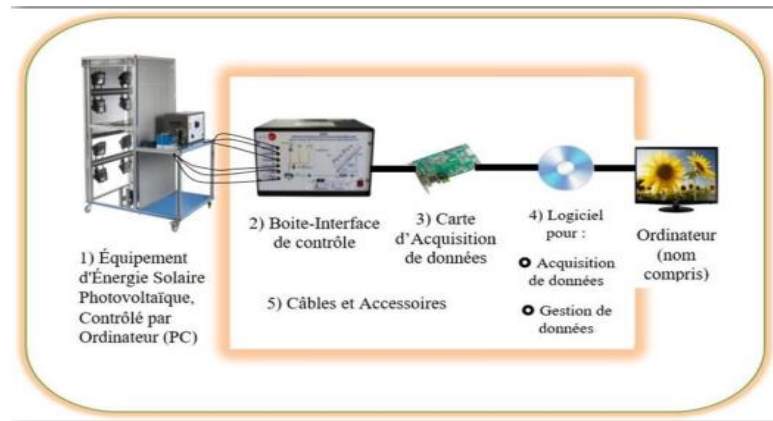 1) Équipement
d'Énergie Solaire
Photovoltaïque,
Contrôlé par
Ordinateur (PC)
2) Boite-Interface
de contrôle
3) Carte
d'Acquisition
de données
4) Logiciel
pour :
Acquisition
de données
Gestion de
données
Ordinateur
(nom
compris)
5) Câbles et Accessoires